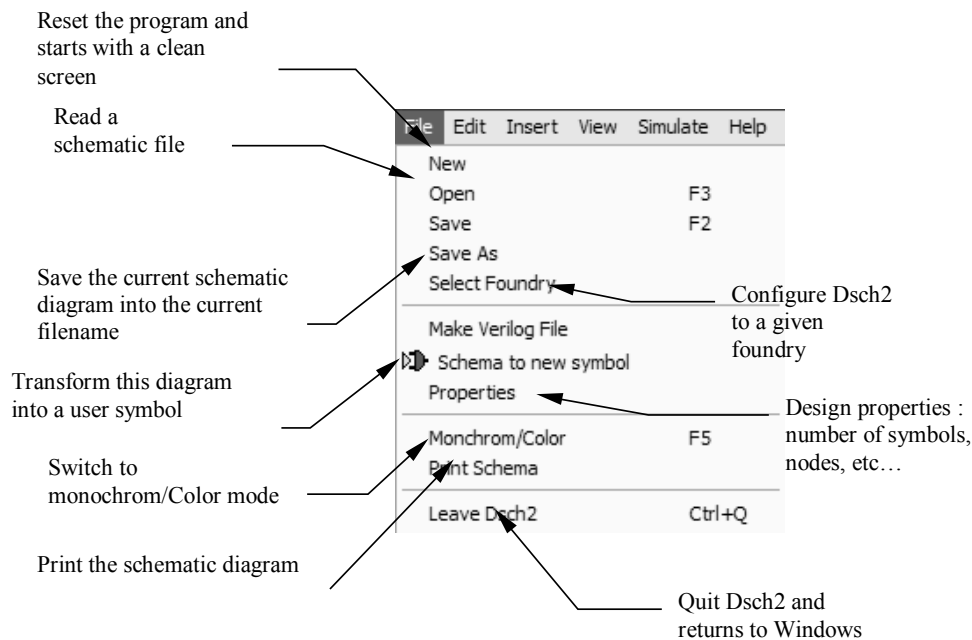 Reset the program and
starts with a clean
screen
Read a
schematic file
File Edit Insert View Simulate Help
New
Open F3
Save F2
Save As
Select Foundry
Save the current schematic
diagram into the current
filename
Configure Dsch2
to a given
foundry
Make Verilog File
Schema to new symbol
Properties
Transform this diagram
into a user symbol
Design properties :
number of symbols,
nodes, etc…
Monchrom/Color F5
Print Schema
Switch to
monochrom/Color mode
Leave Dsch2 Ctrl+Q
Print the schematic diagram
Quit Dsch2 and
returns to Windows